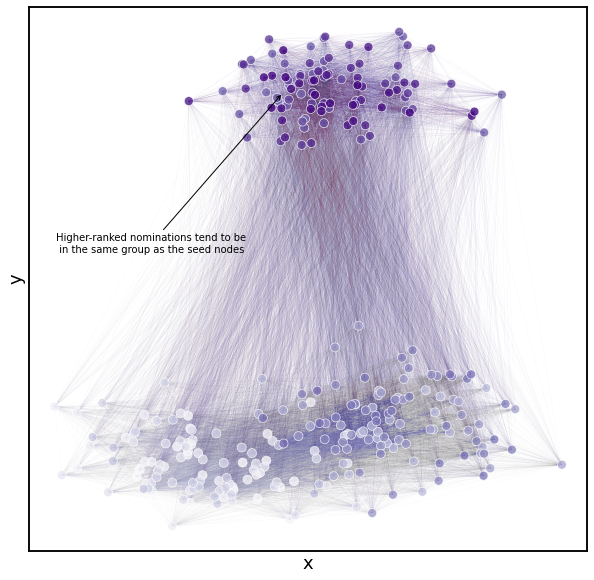 Higher-ranked nominations tend to be
in the same group as the seed nodes
y
x